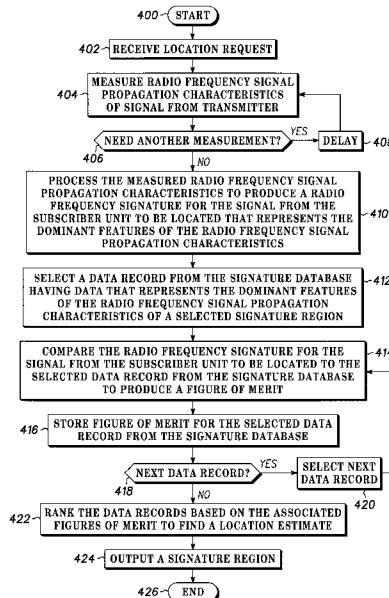 400 START
402 RECEIVE LOCATION REQUEST
404 MEASURE RADIO FREQUENCY SIGNAL
PROPAGATION CHARACTERISTICS
OF SIGNAL FROM TRANSMITTER
NEED ANOTHER MEASUREMENT? YES DELAY
406 408
NO
PROCESS THE MEASURED RADIO FREQUENCY SIGNAL
PROPAGATION CHARACTERISTICS TO PRODUCE A RADIO
FREQUENCY SIGNATURE FOR THE SIGNAL FROM THE
SUBSCRIBER UNIT TO BE LOCATED THAT REPRESENTS THE 410
DOMINANT FEATURES OF THE RADIO FREQUENCY SIGNAL
PROPAGATION CHARACTERISTICS
SELECT A DATA RECORD FROM THE SIGNATURE DATABASE 412
HAVING DATA THAT REPRESENTS THE DOMINANT FEATURES
OF THE RADIO FREQUENCY SIGNAL PROPAGATION
CHARACTERISTICS OF A SELECTED SIGNATURE REGION
COMPARE THE RADIO FREQUENCY SIGNATURE FOR THE 414
SIGNAL FROM THE SUBSCRIBER UNIT TO BE LOCATED TO THE
SELECTED DATA RECORD FROM THE SIGNATURE DATABASE
TO PRODUCE A FIGURE OF MERIT
416 STORE FIGURE OF MERIT FOR THE SELECTED DATA
RECORD FROM THE SIGNATURE DATABASE
NEXT DATA RECORD? YES SELECT NEXT
DATA RECORD
418 420
NO
422 RANK THE DATA RECORDS BASED ON THE ASSOCIATED
FIGURES OF MERIT TO FIND A LOCATION ESTIMATE
424 OUTPUT A SIGNATURE REGION
426 END